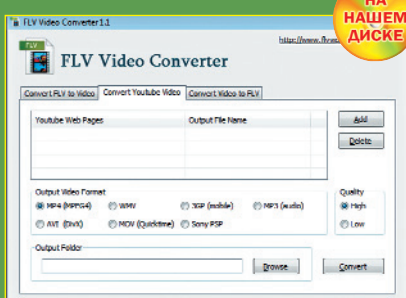 НА
НАШЕМ
ДИСКЕ
FLV Video Converter 1.1
FLV
FLV Video Converter
Convert FLV to Video Convert Youtube Video Convert Video to FLV
Youtube Web Pages Output File Name
Add
Delete
Output Video Format
MP4 (MPEG4) WMV 3GP (mobile) MP3 (audio)
AVI (DivX) MOV (Quicktime) Sony PSP
Quality
High
Low
Output Folder
Browse
Convert